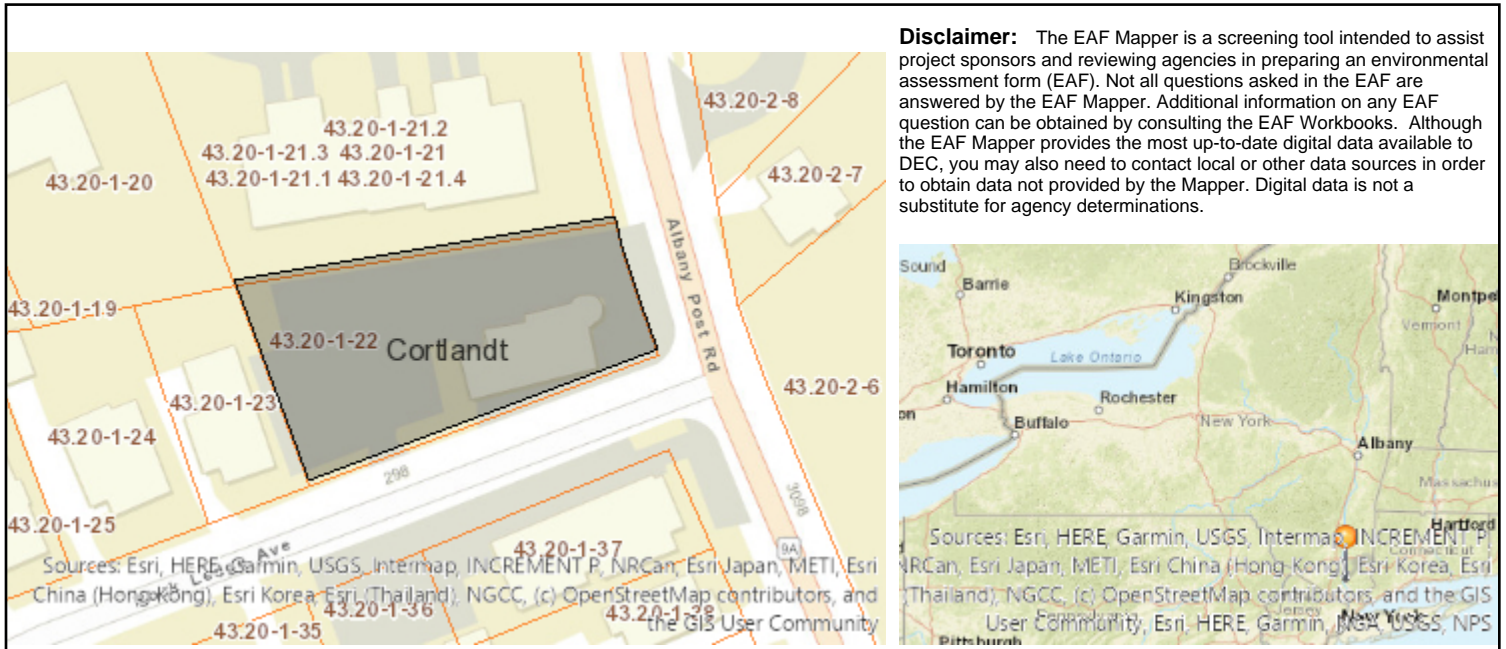 Disclaimer: The EAF Mapper is a screening tool intended to assist
project sponsors and reviewing agencies in preparing an environmental
assessment form (EAF). Not all questions asked in the EAF are
answered by the EAF Mapper. Additional information on any EAF
question can be obtained by consulting the EAF Workbooks. Although
the EAF Mapper provides the most up-to-date digital data available to
DEC, you may also need to contact local or other data sources in order
to obtain data not provided by the Mapper. Digital data is not a
substitute for agency determinations.
43.20-2-8
43.20-1-21.2
43.20-1-21.3 43.20-1-21
43.20-1-20
43.20-1-21.1 43.20-1-21.4
43.20-2-7
Albany Post Rd
43.20-1-19
43.20-1-22
Cortlandt
43.20-2-6
43.20-1-23
43.20-1-24
298
3098
43.20-1-25
9A
43.20-1-37
Ave
Sources: Esri, HERE, Garmin, USGS, Intermap, INCREMENT P, NRCan, Esri Japan, METI, Esri
China (Hong Kong), Esri Korea, Esri (Thailand), NGCC, (c) OpenStreetMap contributors, and
the GIS User Community
43.20-1-36
43.20-1-28
43.20-1-35
Sound
Barrie
Brockville
Kingston
Montpel
Vermont
Ham
Toronto
Lake Ontario
Hamilton
Rochester
on
Buffalo
New York
Albany
Massachus
Hartford
Connecticut
Sources: Esri, HERE, Garmin, USGS, Intermap, INCREMENT P,
NRCan, Esri Japan, METI, Esri China (Hong Kong), Esri Korea, Esri
(Thailand), NGCC, (c) OpenStreetMap contributors, and the GIS
User Community, Esri, HERE, Garmin, NGA, USGS, NPS
Pennsylvania
Jersey
New York
Pittsburgh